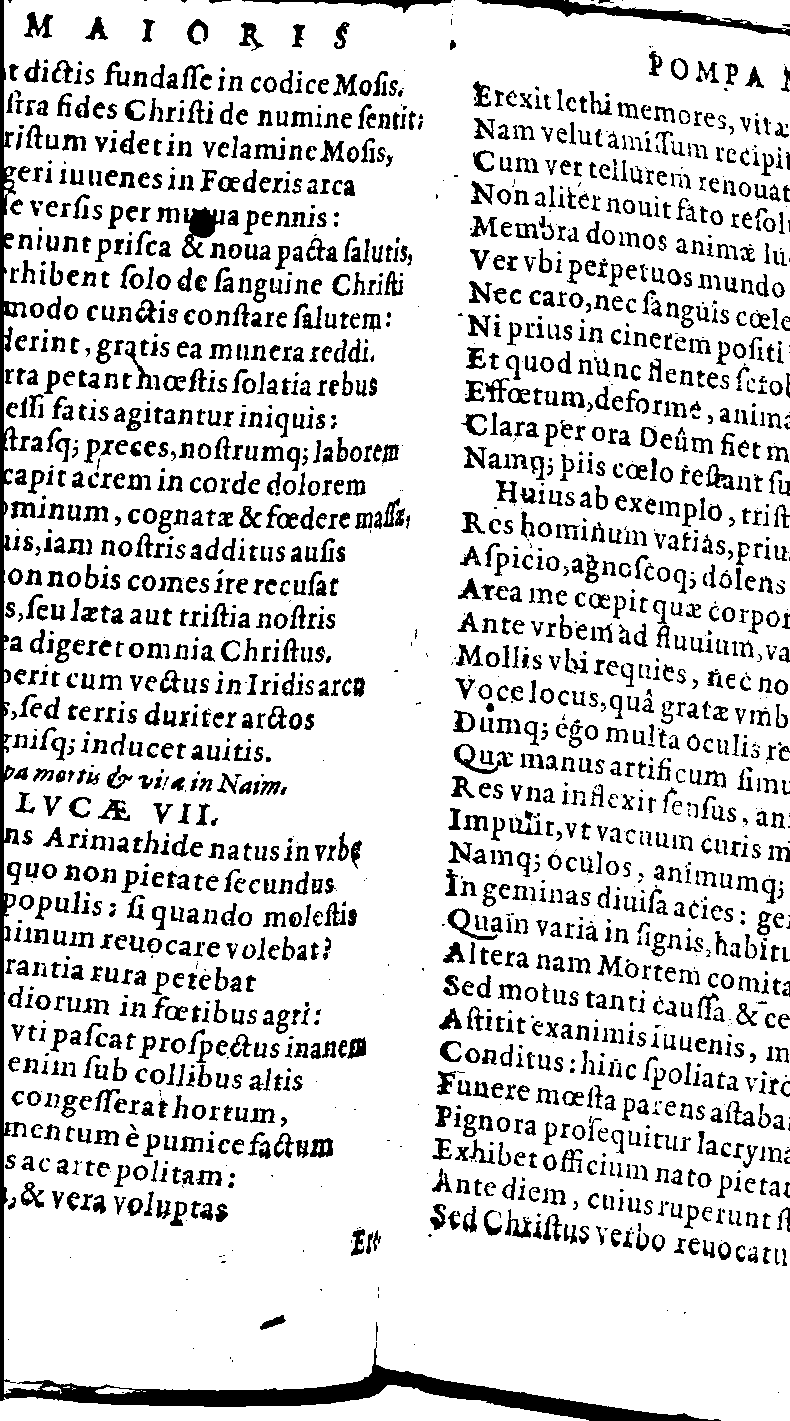 MAIORIS
t dictis fundaſſe in codice Moſis.
ſtra fides Chriſti de numine ſentit:
riſtum videt in velamine Moſis,
geri iuuenes in Fœderis arca
ſe verſis per mutua pennis:
eniunt priſca & noua pacta ſalutis,
rhibent ſolo de ſanguine Chriſti
modo cunctis conſtare ſalutem:
derint, gratis ea munera reddi.
rta petant mœſtis ſolatia rebus
eſſi fatis agitantur iniquis:
ſtraſq; preces, noſtrumq; laborem
capit acrem in corde dolorem
ominum, cognatæ & fœdere maſſæ,
uis, iam noſtris additus auſis
on nobis comes íre recuſat
s, ſeu læta aut triſtia noſtris
ea digeret omnia Chriſtus.
perit cum vectus in Iridis arca
s, ſed terris duriter arctos
gniſq; inducet auitis.
pa mortis & vitæ in Naim.
LVCÆ VII.
ns Arimathide natus in vrbe
quo non pietate ſecundus
populis; ſi quando moleſtis
nimum reuocare volebat?
rantia rura petebat
diorum in fœtibus agri:
vti paſcat proſpectus inanem
enim ſub collibus altis
congeſſerat hortum,
mentum è pumice factum
s ac arte politam:
, & vera voluptas
Ere
POMPA M
Erexit lethi memores, vitæ
Nam velut amiſſum recipit
Cum ver tellurem renouat
Non aliter nouit fato reſol
Membra domos animæ lu
Ver vbi perpetuos mundo
Nec caro, nec ſanguis cœle
Ni prius in cinerem poſiti
Et quod nunc flentes ſcrob
Effœtum, deforme, anima
Clara per ora Deûm fiet m
Namq; piis cœlo reſtant ſu
Huius ab exemplo, triſt
Res hominum varias, priu
Aſpicio, agnoſcoq; dolens
Area me cœpit quæ corpor
Ante vrbem ad fluuium, va
Mollis vbi requies, nec no
Voce locus, quâ gratæ vmb
Dumq; ego multa oculis re
Quæ manus artificum ſimu
Res vna inflexit ſenſus, an
Impulit, vt vacuum curis m
Namq; oculos, animumq;
In geminas diuiſa acies: ge
Quam varia in ſignis, habitu
Altera nam Mortem comita
Sed motus tanti cauſſa & ce
Aſtitit exanimis iuuenis, m
Conditus: hinc ſpoliata viro
Funere mœſta parens aſtaba
Pignora proſequitur lacryma
Exhibet officium nato pietat
Ante diem, cuius ruperunt ſt
Sed Chriſtus verbo reuocatu